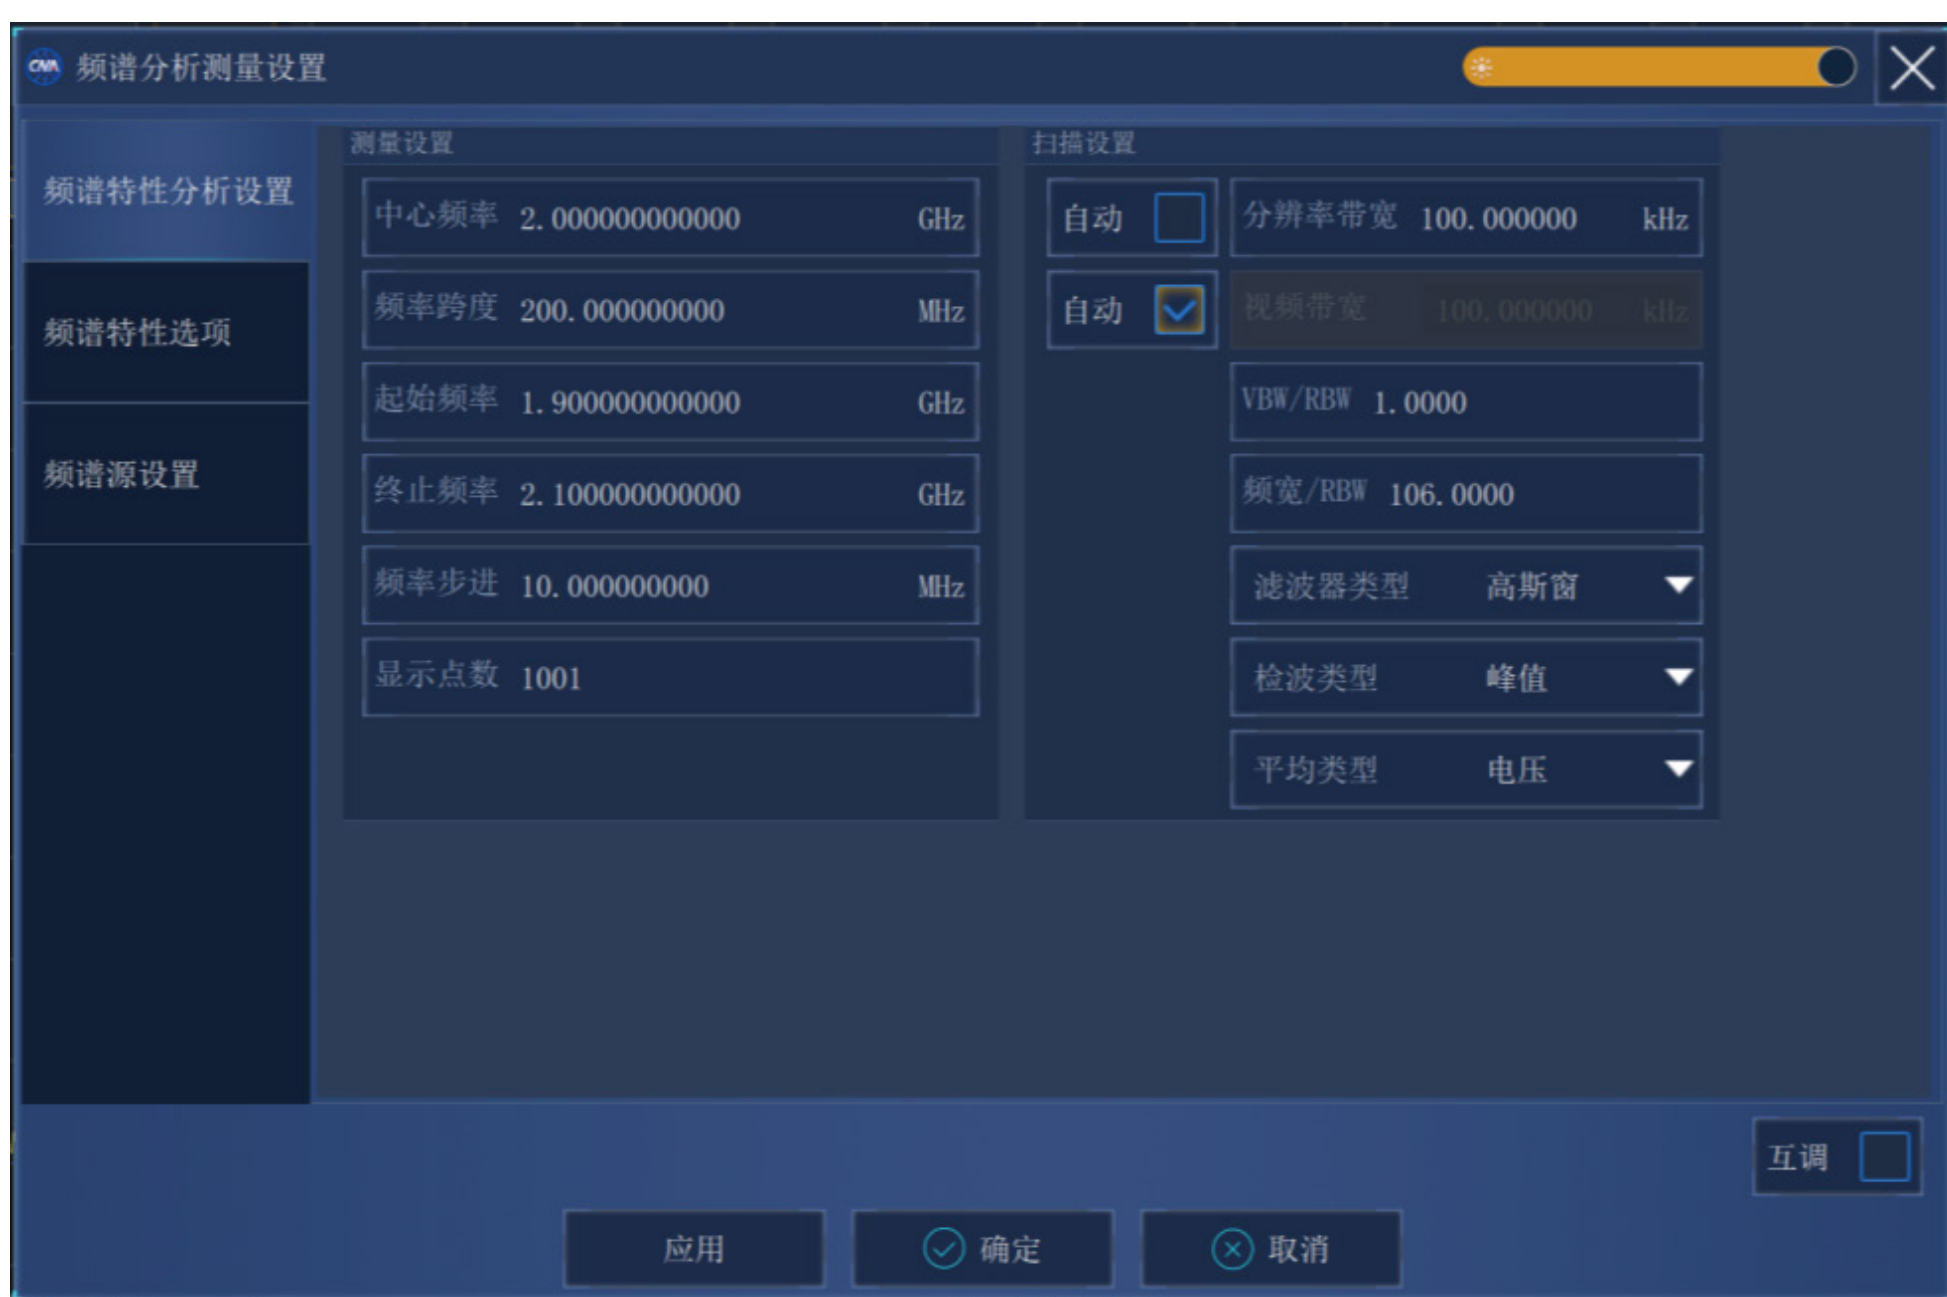 CNA 频谱分析测量设置
频谱特性分析设置
频谱特性选项
频谱源设置
测量设置
中心频率 2.000000000000 GHz
频率跨度 200.000000000 MHz
起始频率 1.900000000000 GHz
终止频率 2.100000000000 GHz
频率步进 10.000000000 MHz
显示点数 1001
扫描设置
自动 分辨率带宽 100.000000 kHz
自动 视频带宽 100.000000 kHz
VBW/RBW 1.0000
频宽/RBW 106.0000
滤波器类型 高斯窗
检波类型 峰值
平均类型 电压
互调
应用 确定 取消